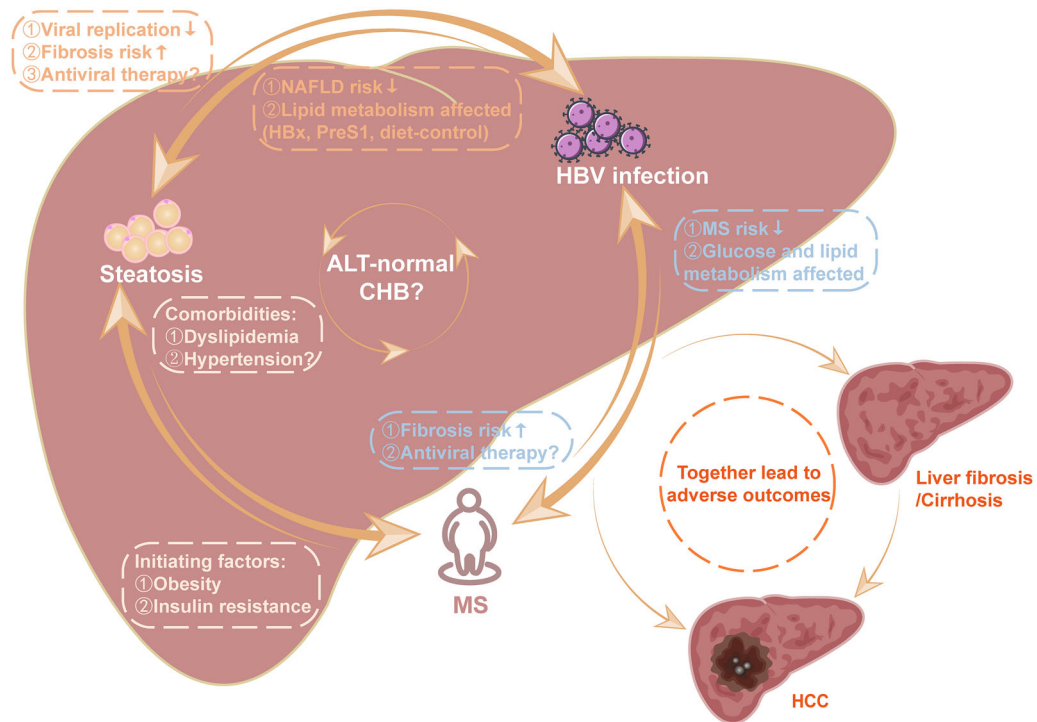 ①Viral replication↓
②Fibrosis risk↑
③Antiviral therapy?
①NAFLD risk↓
②Lipid metabolism affected
(HBx, PreS1, diet-control)
HBV infection
①MS risk↓
②Glucose and lipid
metabolism affected
Steatosis
ALT-normal
CHB?
Comorbidities:
①Dyslipidemia
②Hypertension?
①Fibrosis risk↑
②Antiviral therapy?
Together lead to
adverse outcomes
Liver fibrosis
/Cirrhosis
Initiating factors:
①Obesity
②Insulin resistance
MS
HCC